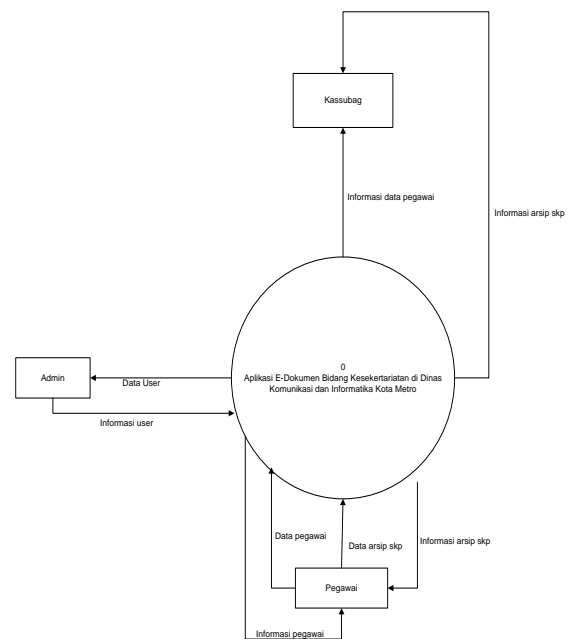 Kassubag
Informasi data pegawai
Informasi arsip skp
0
Aplikasi E-Dokumen Bidang Kesekertariatan di Dinas
Komunikasi dan Informatika Kota Metro
Admin
Data User
Informasi user
Data pegawai
Data arsip skp
Informasi arsip skp
Pegawai
Informasi pegawai